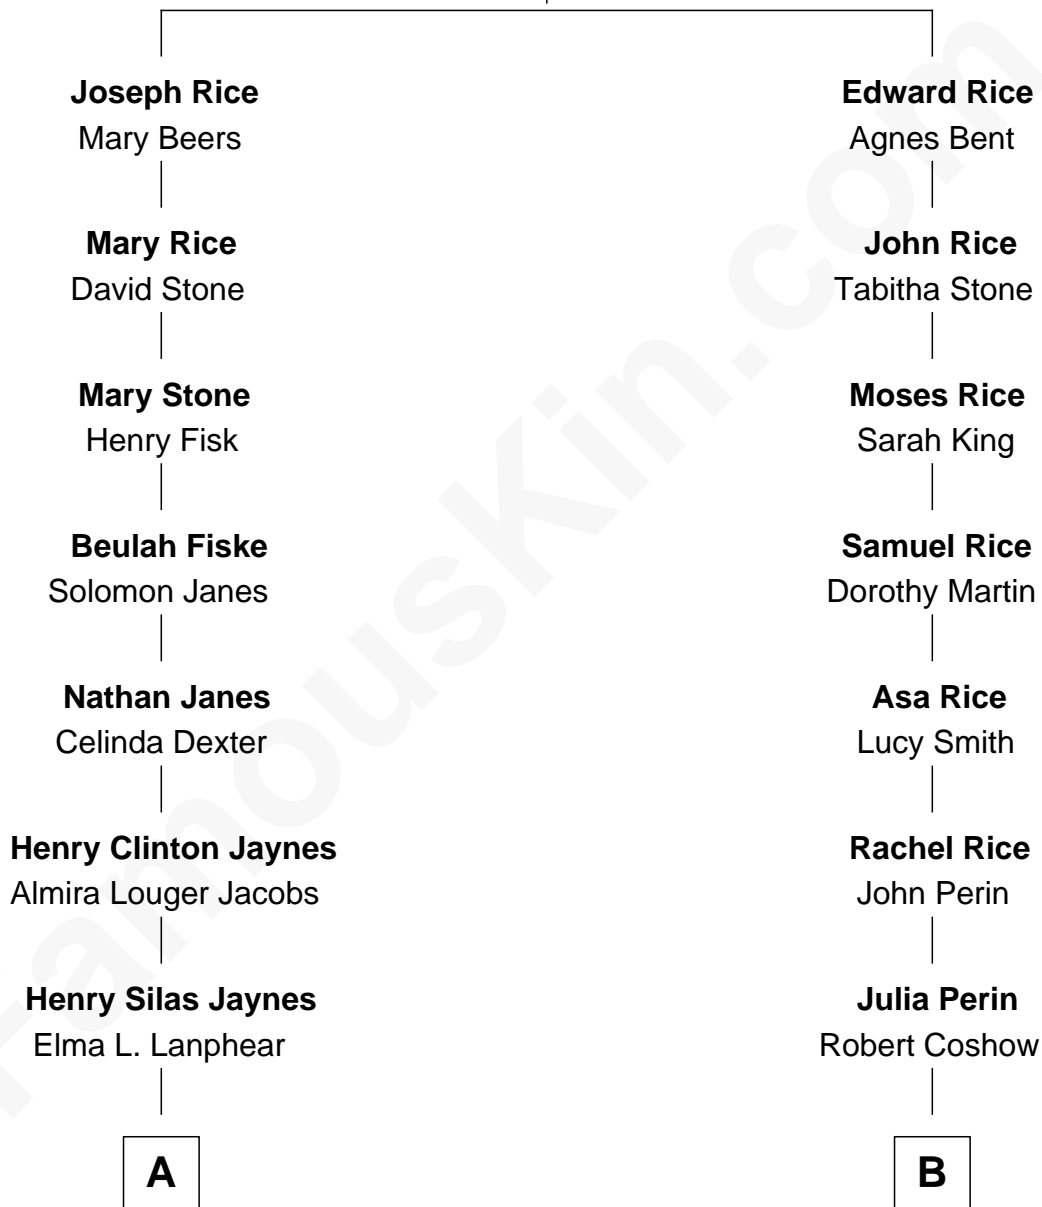 Joseph Rice
Mary Beers
Mary Rice
David Stone
Mary Stone
Henry Fisk
Beulah Fiske
Solomon Janes
Nathan Janes
Celinda Dexter
Henry Clinton Jaynes
Almira Louger Jacobs
Henry Silas Jaynes
Elma L. Lanphear
A
Edward Rice
Agnes Bent
John Rice
Tabitha Stone
Moses Rice
Sarah King
Samuel Rice
Dorothy Martin
Asa Rice
Lucy Smith
Rachel Rice
John Perin
Julia Perin
Robert Coshow
B
FamousKin.com